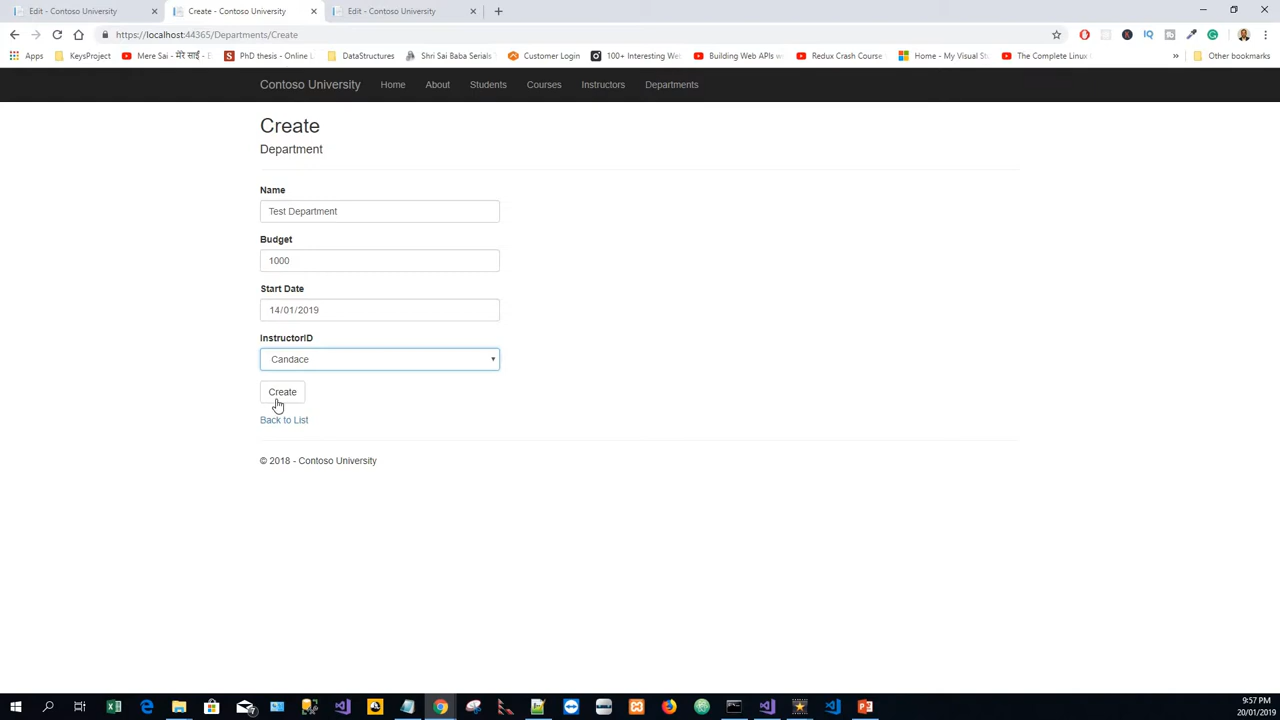 Edit - Contoso University
Create - Contoso University
Edit - Contoso University
https://localhost:44365/Departments/Create
Apps
KeysProject
Mere Sai - मेरे साईं - E
PhD thesis - Online L
DataStructures
Shri Sai Baba Serials
Customer Login
100+ Interesting Web
Building Web APIs w
Redux Crash Course
Home - My Visual St
The Complete Linux
Other bookmarks
Contoso University
Home
About
Students
Courses
Instructors
Departments
Create
Department
Name
Test Department
Budget
1000
Start Date
14/01/2019
InstructorID
Candace
Create
Back to List
© 2018 - Contoso University
9:57 PM
20/01/2019